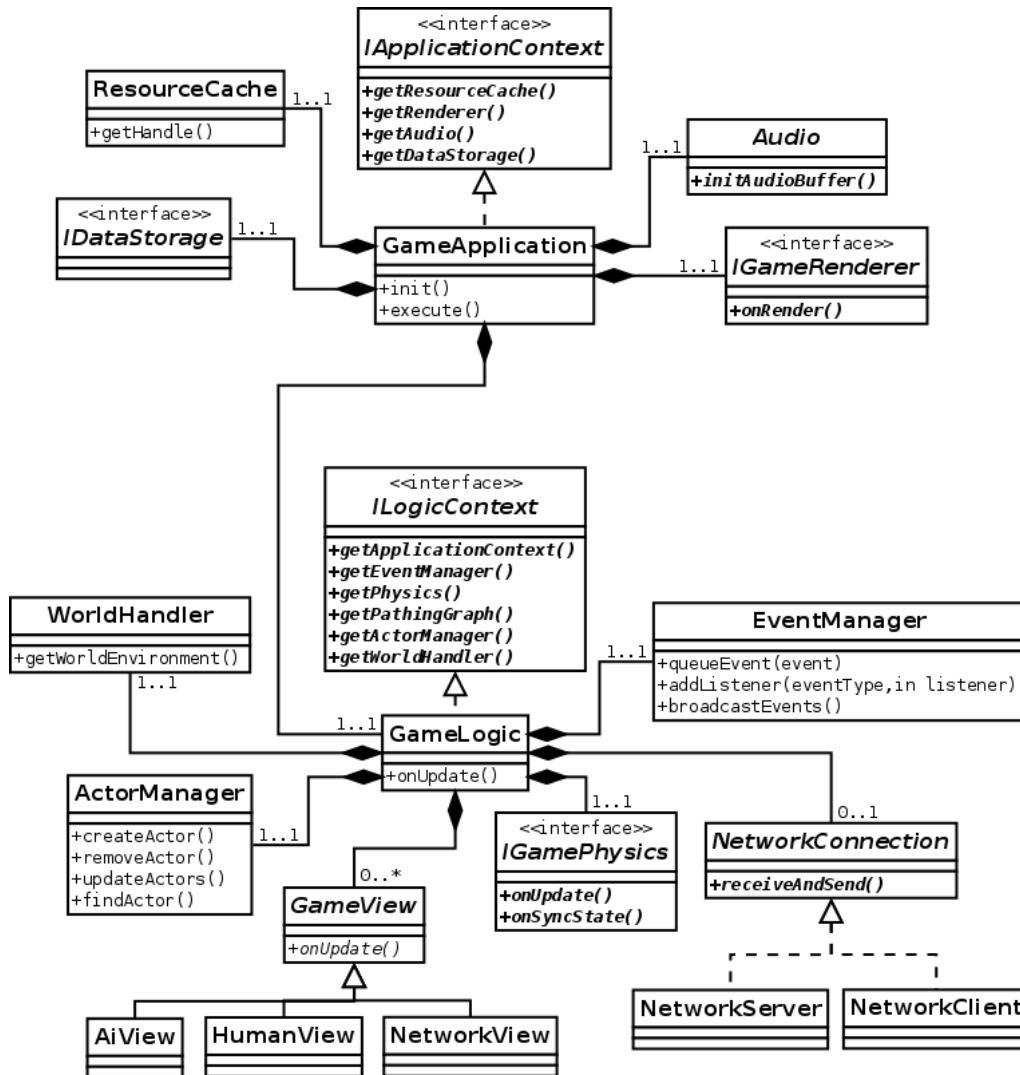 <<interface>>
IApplicationContext
+getResourceCache()
+getRenderer()
+getAudio()
+getDataStorage()
ResourceCache
+getHandle()
1..1
Audio
+initAudioBuffer()
1..1
<<interface>>
IDataStorage
1..1
GameApplication
+init()
+execute()
<<interface>>
IGameRenderer
+onRender()
1..1
<<interface>>
ILogicContext
+getApplicationContext()
+getEventManager()
+getPhysics()
+getPathingGraph()
+getActorManager()
+getWorldHandler()
WorldHandler
+getWorldEnvironment()
1..1
EventManager
+queueEvent(event)
+addListener(eventType,in listener)
+broadcastEvents()
1..1
1..1
GameLogic
+onUpdate()
ActorManager
+createActor()
+removeActor()
+updateActors()
+findActor()
1..1
1..1
<<interface>>
IGamePhysics
+onUpdate()
+onSyncState()
0..1
NetworkConnection
+receiveAndSend()
0..*
GameView
+onUpdate()
AiView
HumanView
NetworkView
NetworkServer
NetworkClient